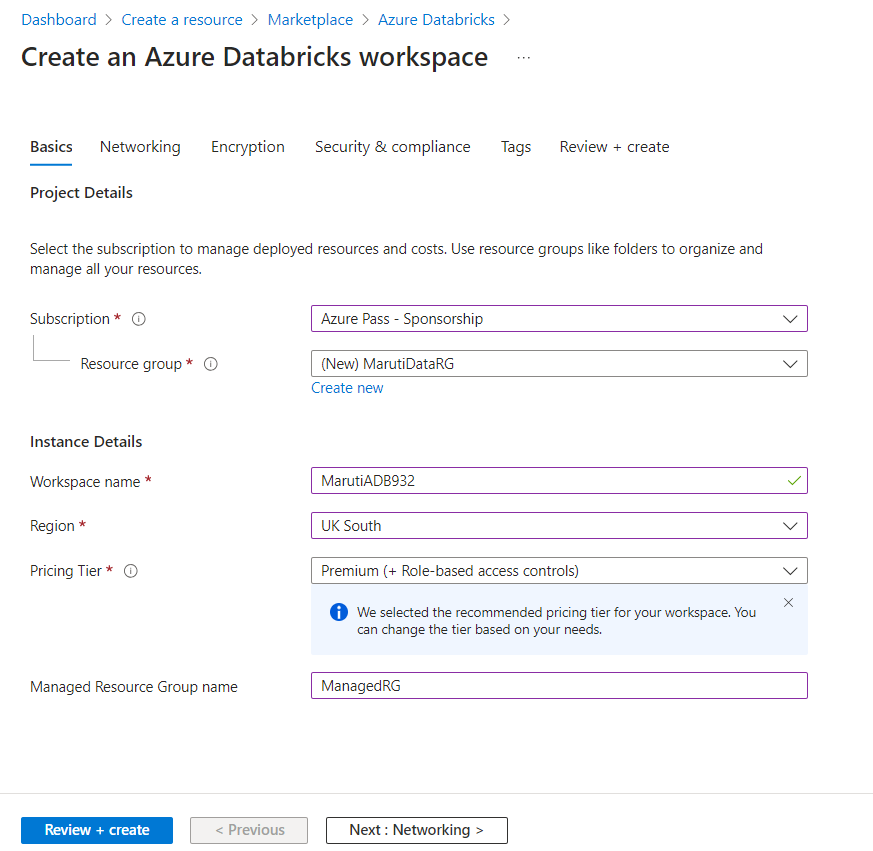 Dashboard > Create a resource > Marketplace > Azure Databricks >
Create an Azure Databricks workspace ...
Basics Networking Encryption Security & compliance Tags Review + create
Project Details
Select the subscription to manage deployed resources and costs. Use resource groups like folders to organize and
manage all your resources.
Subscription * Azure Pass - Sponsorship
Resource group * (New) MarutiDataRG
Create new
Instance Details
Workspace name * MarutiADB932
Region * UK South
Pricing Tier * Premium (+ Role-based access controls)
We selected the recommended pricing tier for your workspace. You
can change the tier based on your needs.
Managed Resource Group name ManagedRG
Review + create < Previous Next : Networking >